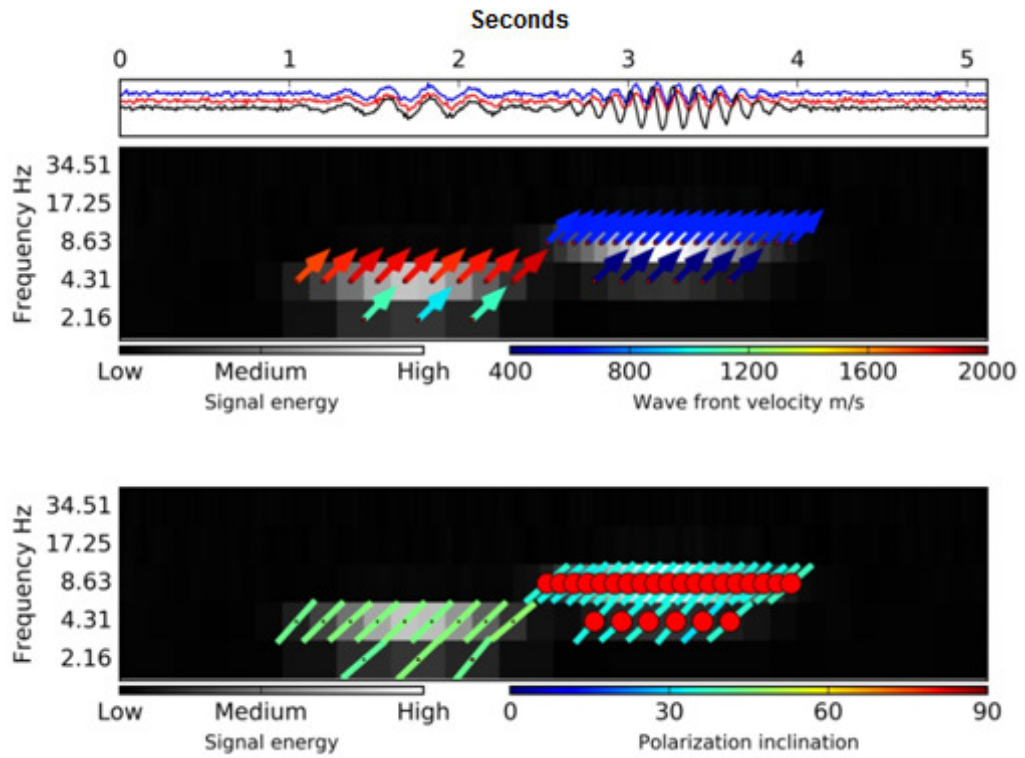 Seconds
0 1 2 3 4 5
Frequency Hz
34.51
17.25
8.63
4.31
2.16
Low Medium High 400 800 1200 1600 2000
Signal energy Wave front velocity m/s
Frequency Hz
34.51
17.25
8.63
4.31
2.16
Low Medium High 0 30 60 90
Signal energy Polarization inclination